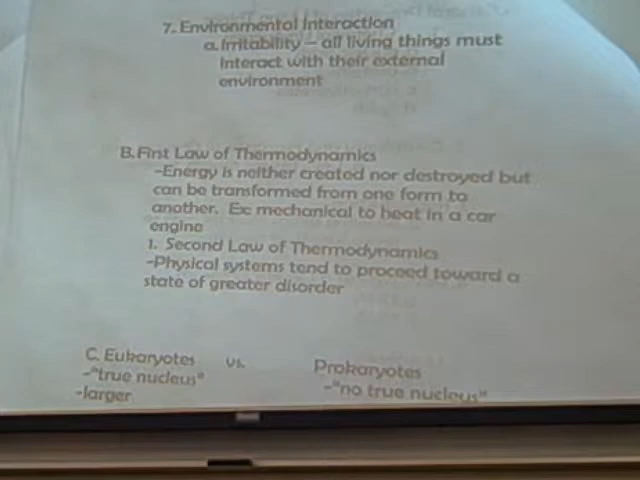 7. Environmental Interaction
a. Irritability – all living things must
interact with their external
environment
B. First Law of Thermodynamics
-Energy is neither created nor destroyed but
can be transformed from one form to
another. Ex: mechanical to heat in a car
engine
1. Second Law of Thermodynamics
-Physical systems tend to proceed toward a
state of greater disorder
C. Eukaryotes vs. Prokaryotes
-"true nucleus" -"no true nucleus"
-larger